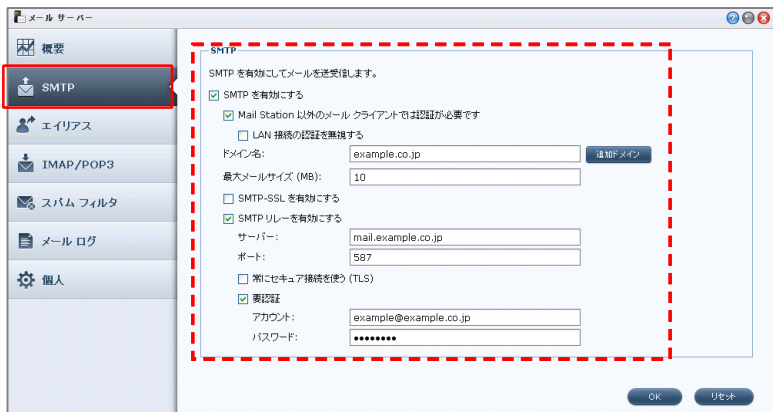 メール サーバー
概要
SMTP
エイリアス
IMAP/POP3
スパム フィルタ
メール ログ
個人
SMTP
SMTP を有効にしてメールを送受信します。
SMTP を有効にする
Mail Station 以外のメール クライアントでは認証が必要です
LAN 接続の認証を無視する
ドメイン名: example.co.jp 追加ドメイン
最大メールサイズ (MB): 10
SMTP-SSL を有効にする
SMTP リレーを有効にする
サーバー: mail.example.co.jp
ポート: 587
常にセキュア接続を使う (TLS)
要認証
アカウント: example@example.co.jp
パスワード: ●●●●●●●●
OK リセット